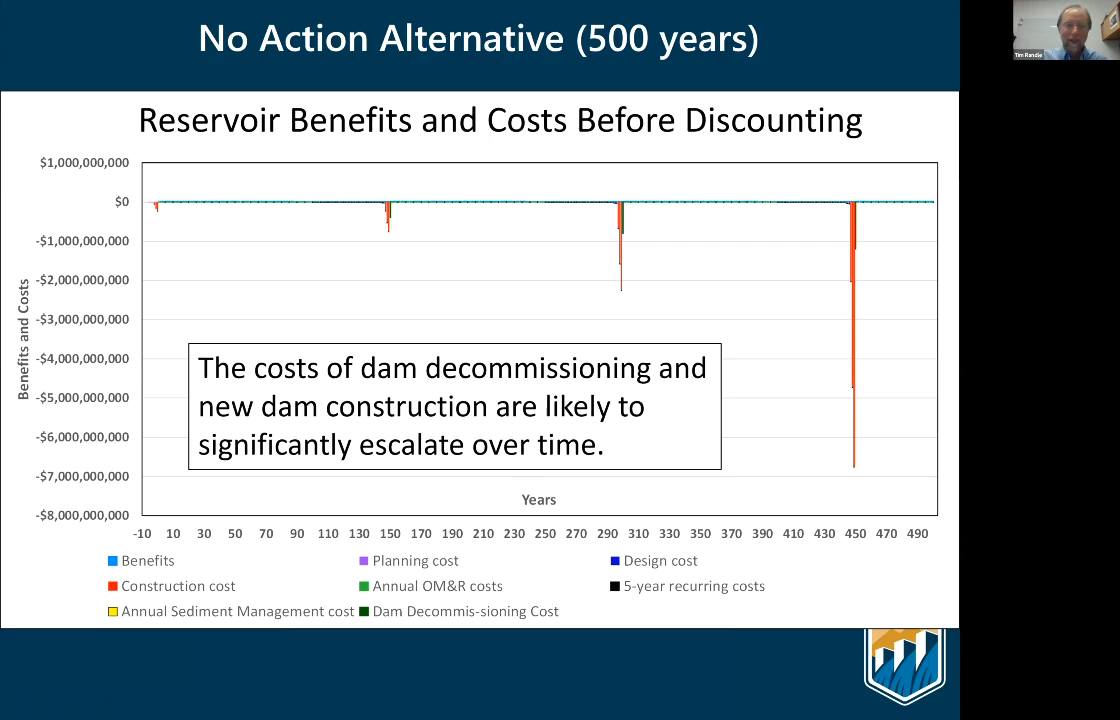 No Action Alternative (500 years)
Tim Randle
Reservoir Benefits and Costs Before Discounting
$1,000,000,000
$0
-$1,000,000,000
-$2,000,000,000
-$3,000,000,000
-$4,000,000,000
-$5,000,000,000
-$6,000,000,000
-$7,000,000,000
-$8,000,000,000
Benefits and Costs
The costs of dam decommissioning and
new dam construction are likely to
significantly escalate over time.
Years
-10 10 30 50 70 90 110 130 150 170 190 210 230 250 270 290 310 330 350 370 390 410 430 450 470 490
Benefits Planning cost Design cost
Construction cost Annual OM&R costs 5-year recurring costs
Annual Sediment Management cost Dam Decommis-sioning Cost